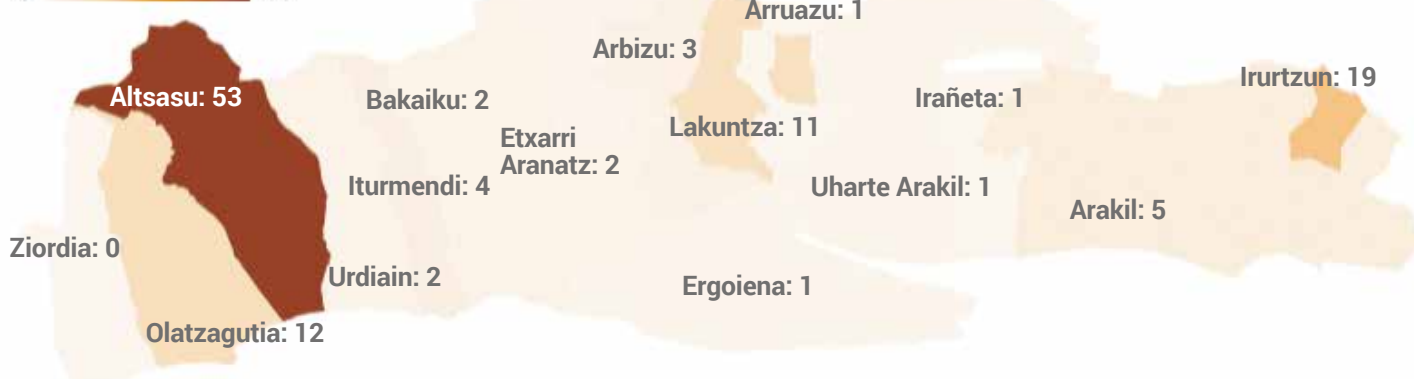 Arruazu: 1
Arbizu: 3
Irurtzun: 19
Altsasu: 53
Bakaiku: 2
Irañeta: 1
Lakuntza: 11
Etxarri
Aranatz: 2
Iturmendi: 4
Uharte Arakil: 1
Arakil: 5
Ziordia: 0
Urdiain: 2
Ergoiena: 1
Olatzagutia: 12